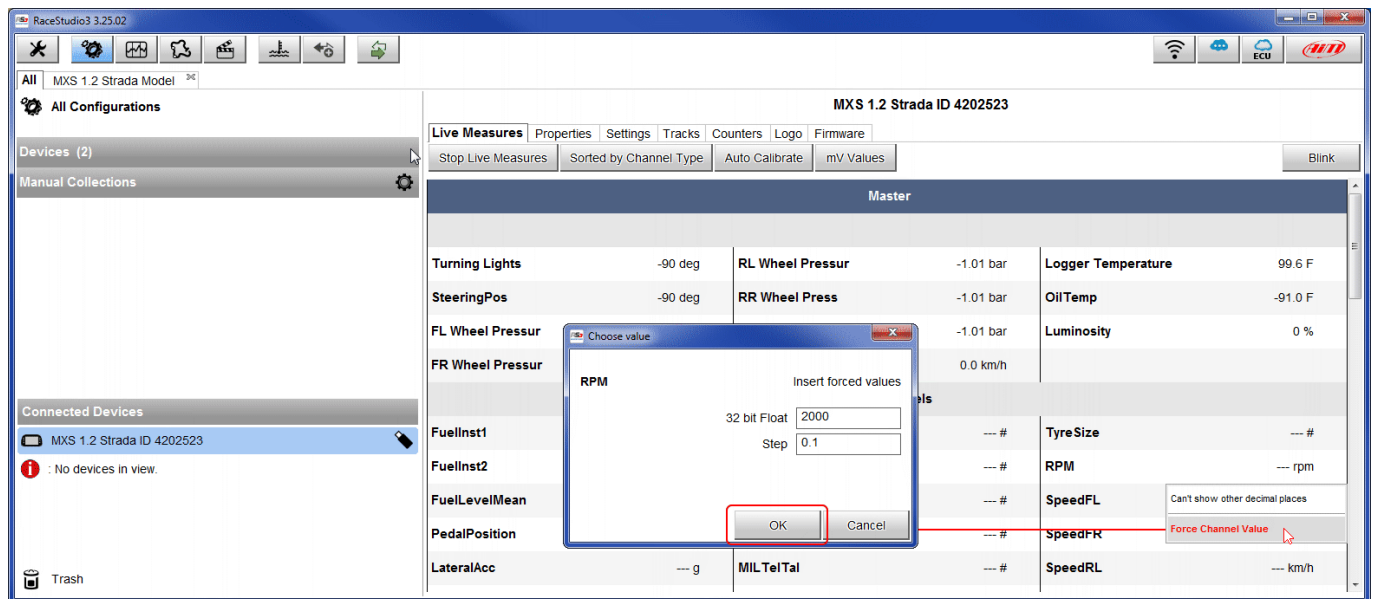 RaceStudio3 3.25.02
ECU
AiM
All MXS 1.2 Strada Model
All Configurations
MXS 1.2 Strada ID 4202523
Live Measures Properties Settings Tracks Counters Logo Firmware
Devices (2)
Stop Live Measures Sorted by Channel Type Auto Calibrate mV Values Blink
Manual Collections
Master
Turning Lights -90 deg RL Wheel Pressur -1.01 bar Logger Temperature 99.6 F
SteeringPos -90 deg RR Wheel Press -1.01 bar OilTemp -91.0 F
FL Wheel Pressur -1.01 bar Luminosity 0 %
FR Wheel Pressur 0.0 km/h
Choose value
RPM Insert forced values
32 bit Float 2000
Step 0.1
OK Cancel
els
Connected Devices
MXS 1.2 Strada ID 4202523
: No devices in view.
FuelInst1 --- # TyreSize --- #
FuelInst2 --- # RPM --- rpm
FuelLevelMean --- # SpeedFL
Can't show other decimal places
Force Channel Value
PedalPosition --- # SpeedFR
LateralAcc --- g MILTelTal --- # SpeedRL --- km/h
Trash